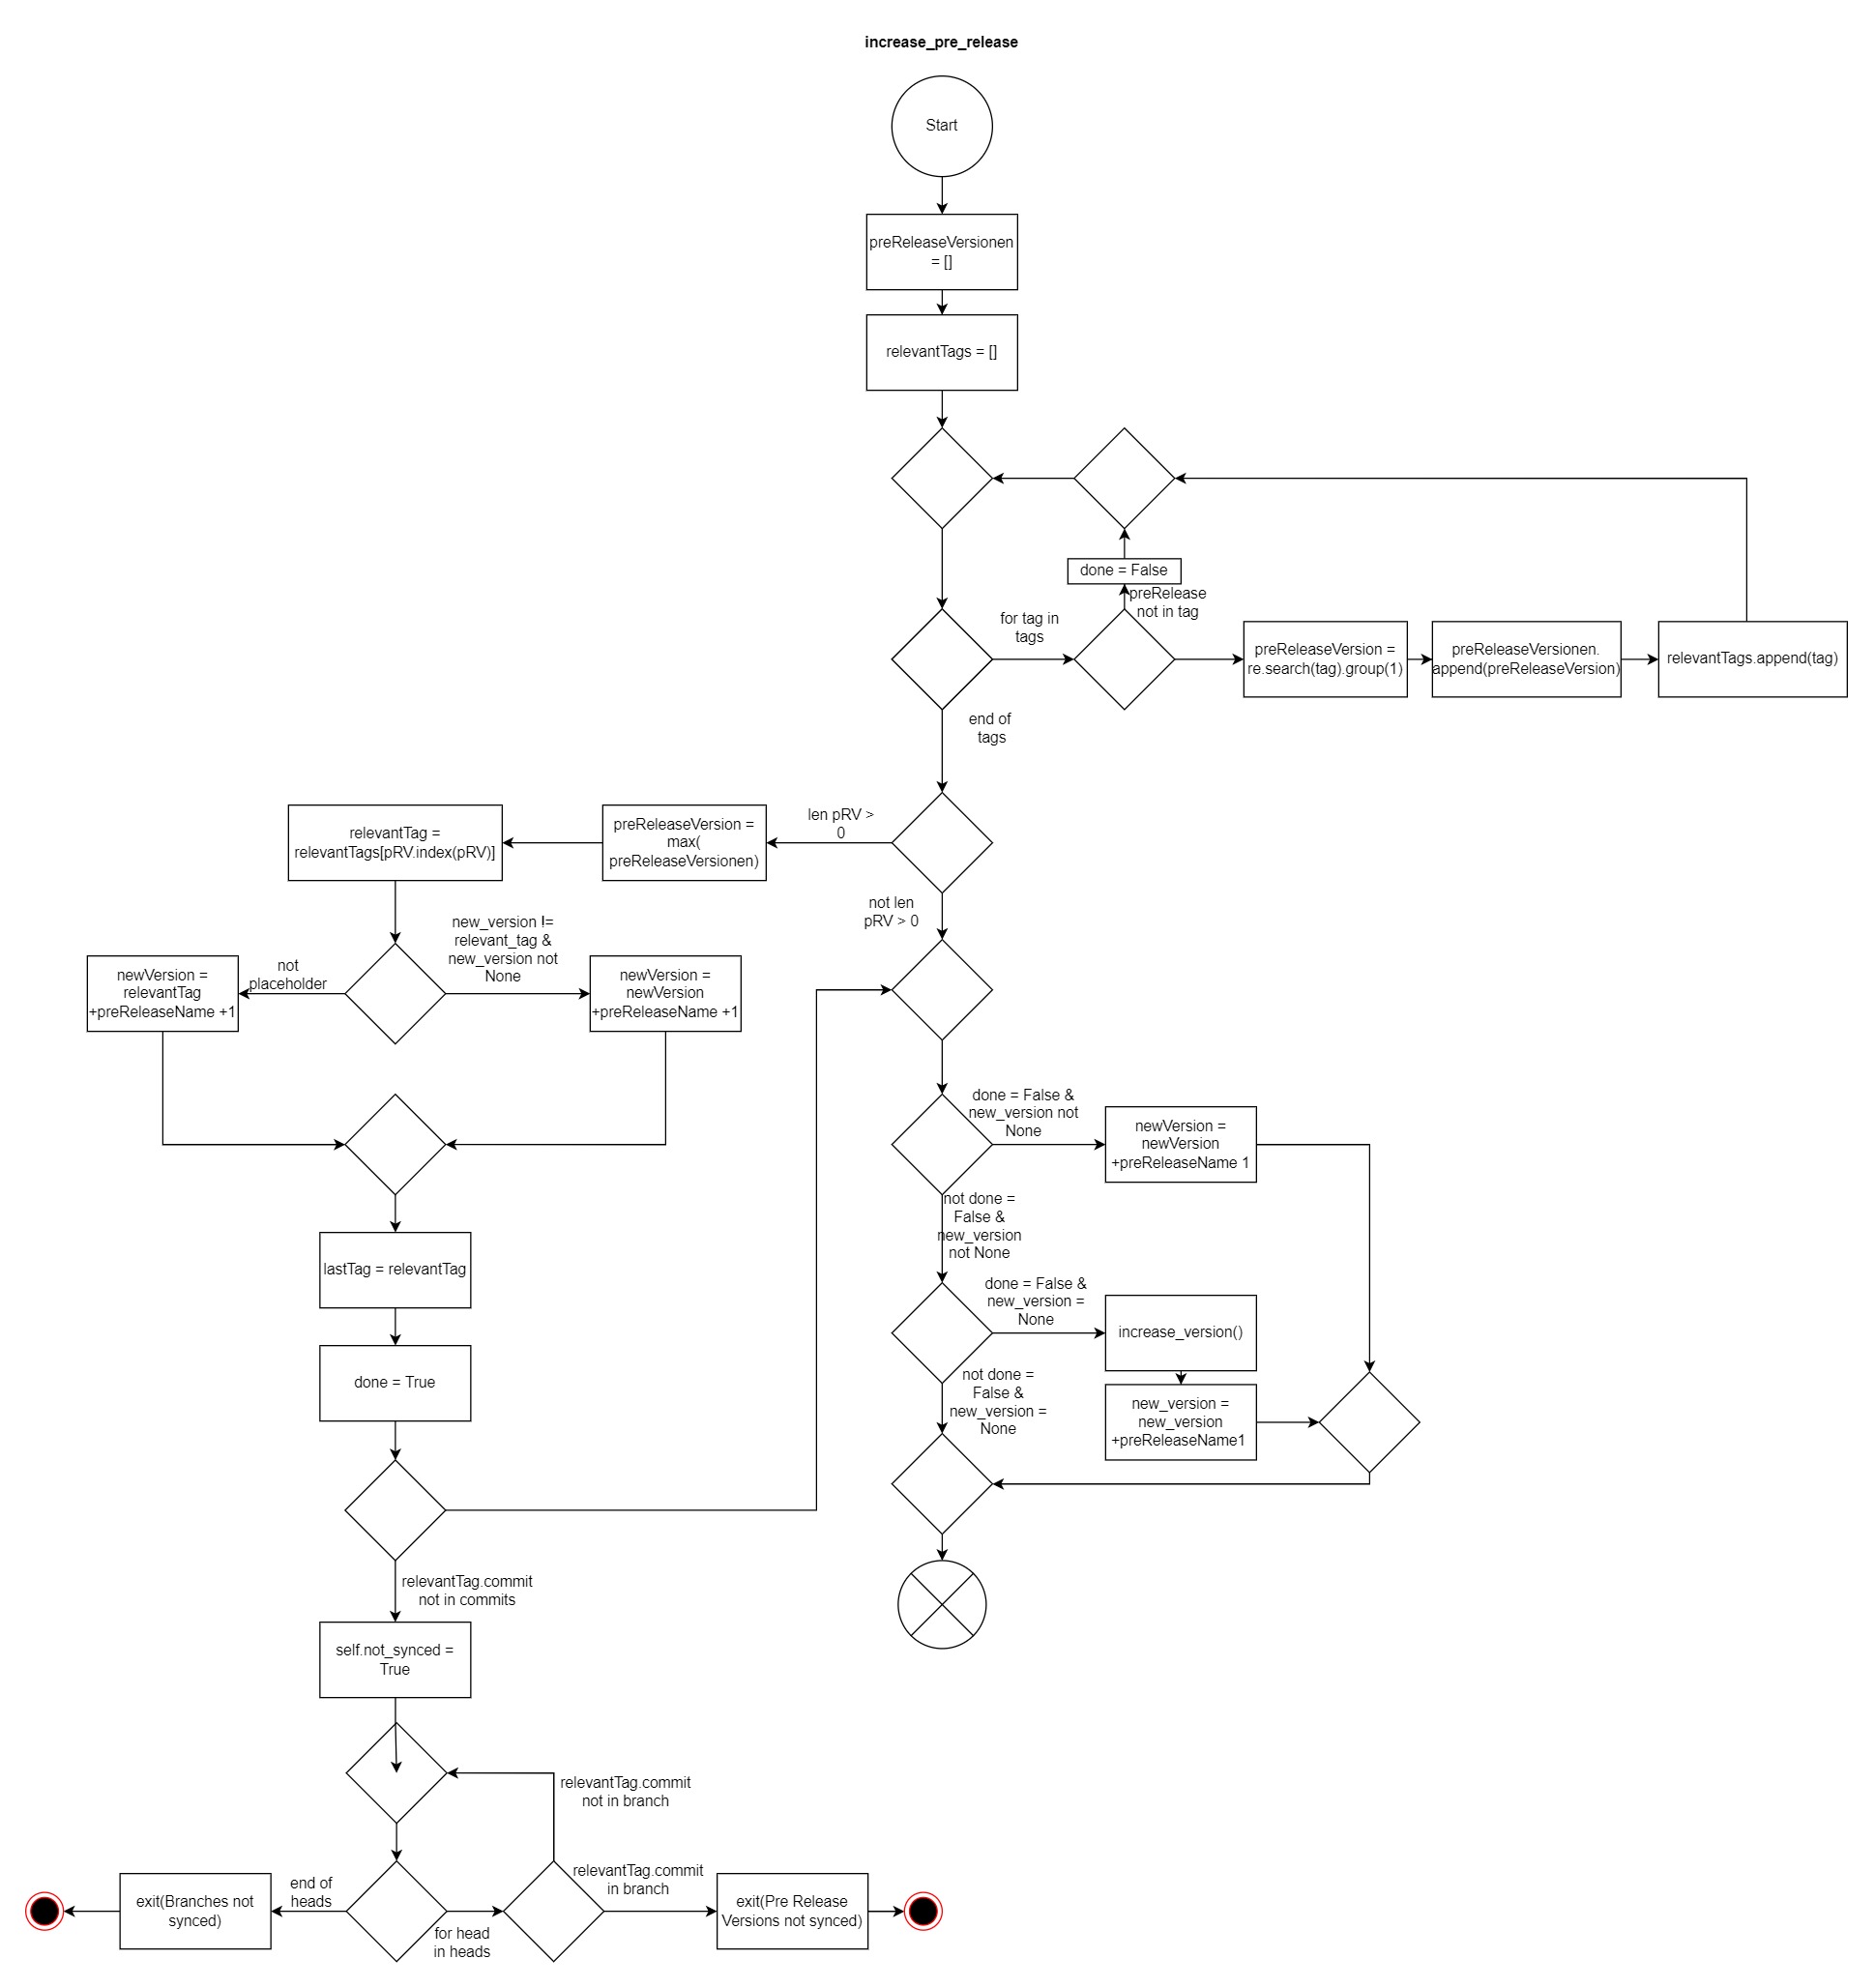 increase_pre_release
Start
preReleaseVersionen
= []
relevantTags = []
done = False
preRelease
not in tag
for tag in
tags
preReleaseVersion =
re.search(tag).group(1)
preReleaseVersionen.
append(preReleaseVersion)
relevantTags.append(tag)
end of
tags
len pRV >
0
preReleaseVersion =
max(
preReleaseVersionen)
relevantTag =
relevantTags[pRV.index(pRV)]
not len
pRV > 0
new_version !=
relevant_tag &
new_version not
None
not
placeholder
newVersion =
relevantTag
+preReleaseName +1
newVersion =
newVersion
+preReleaseName +1
done = False &
new_version not
None
newVersion =
newVersion
+preReleaseName 1
not done =
False &
new_version
not None
lastTag = relevantTag
done = False &
new_version =
None
increase_version()
done = True
not done =
False &
new_version =
None
new_version =
new_version
+preReleaseName1
relevantTag.commit
not in commits
self.not_synced =
True
relevantTag.commit
not in branch
relevantTag.commit
in branch
end of
heads
exit(Branches not
synced)
for head
in heads
exit(Pre Release
Versions not synced)